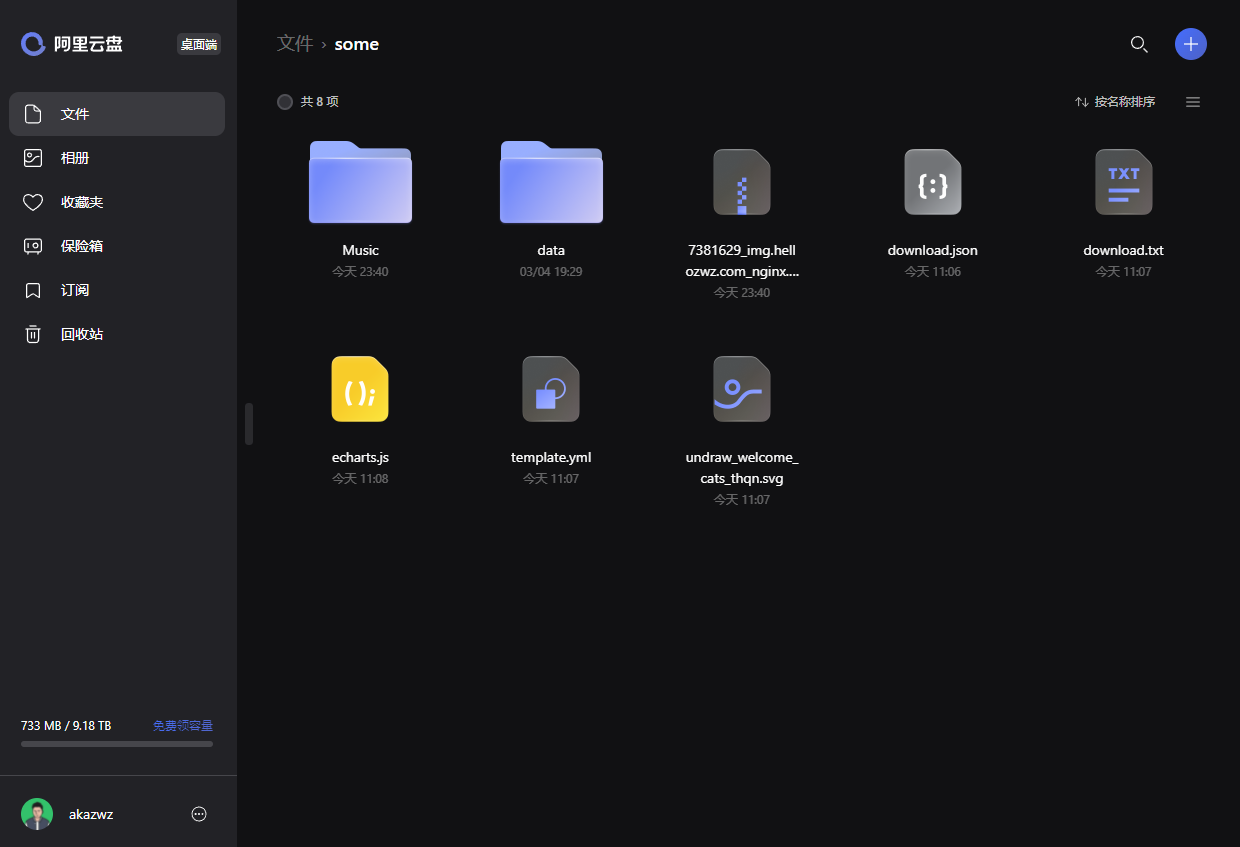 阿里云盘
桌面端
文件
相册
收藏夹
保险箱
订阅
回收站
733 MB / 9.18 TB
免费领容量
akazwz
文件 › some
共 8 项
按名称排序
Music
今天 23:40
data
03/04 19:29
7381629_img.hell
ozwz.com_nginx....
今天 23:40
{:}
download.json
今天 11:06
TXT
download.txt
今天 11:07
();
echarts.js
今天 11:08
template.yml
今天 11:07
undraw_welcome_
cats_thqn.svg
今天 11:07